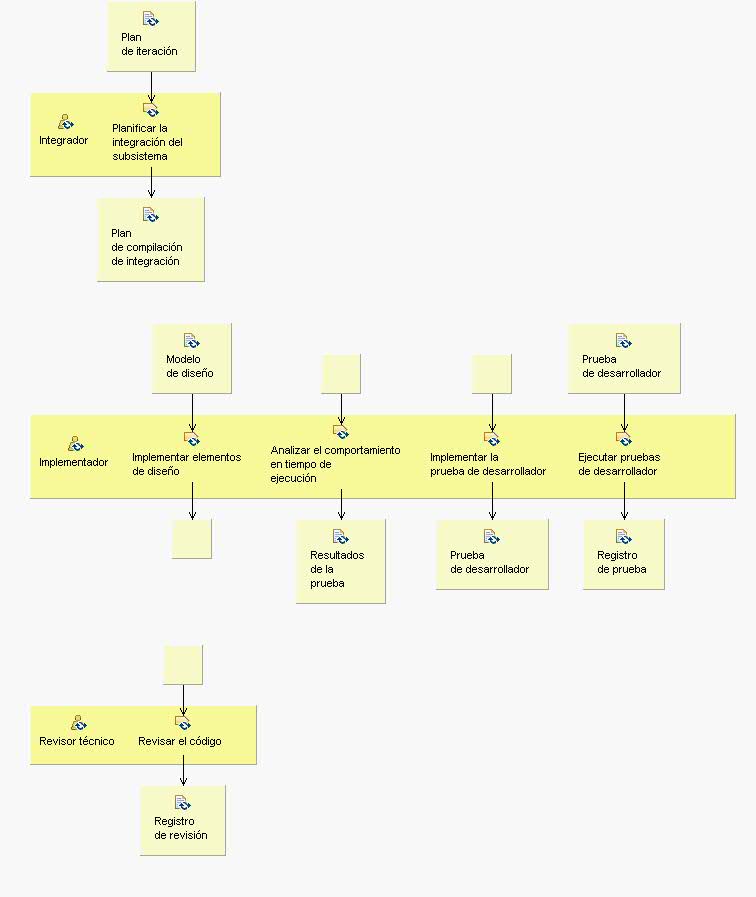 Plan
de iteración
Integrador
Planificar la
integración del
subsistema
Plan
de compilación
de integración
Modelo
de diseño
Prueba
de desarrollador
Implementador
Implementar elementos
de diseño
Analizar el comportamiento
en tiempo de
ejecución
Implementar la
prueba de desarrollador
Ejecutar pruebas
de desarrollador
Resultados
de la
prueba
Prueba
de desarrollador
Registro
de prueba
Revisor técnico
Revisar el código
Registro
de revisión